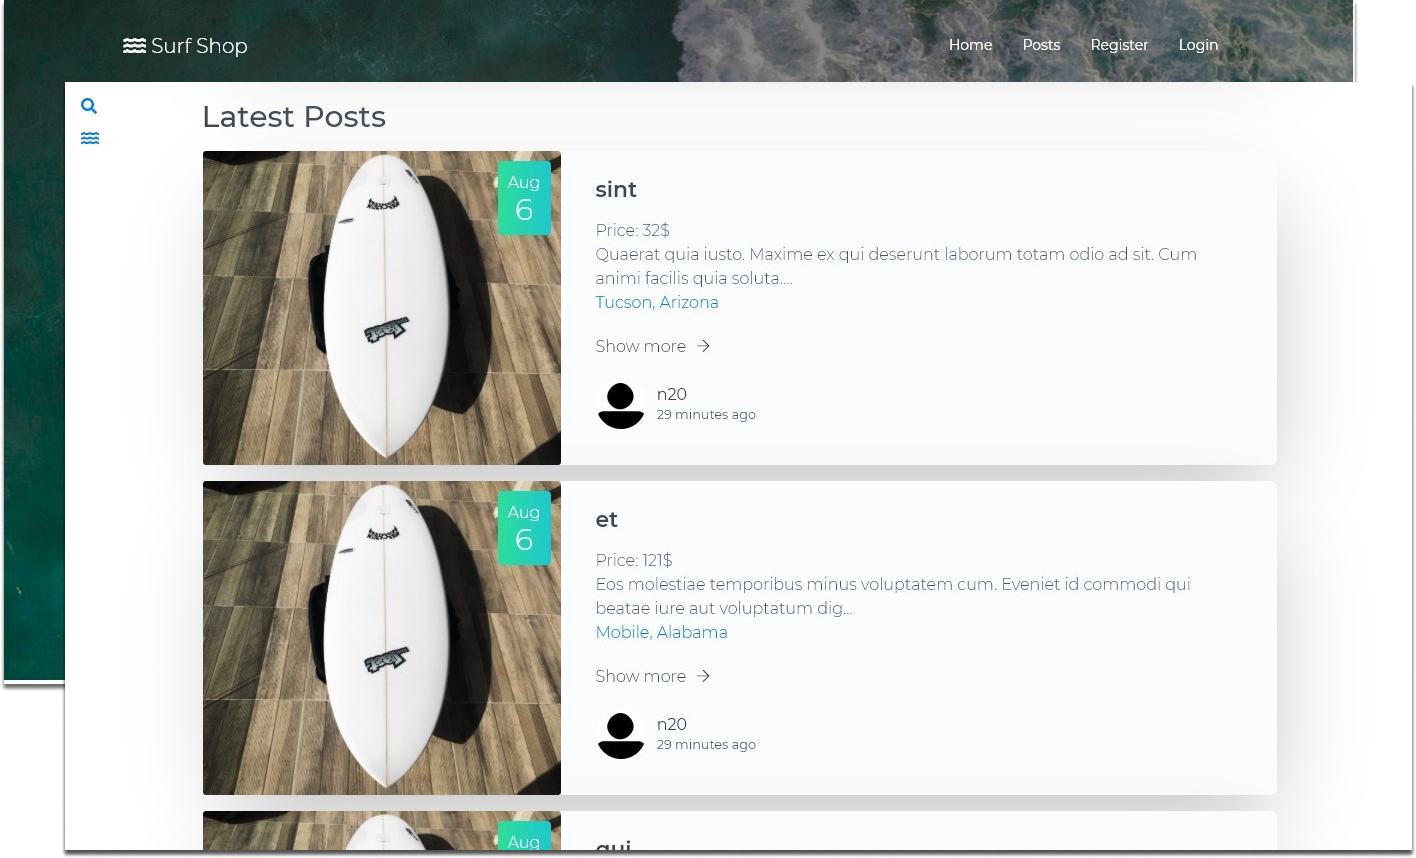 Surf Shop
Home Posts Register Login
Latest Posts
Aug
6
sint
Price: 32$
Quaerat quia iusto. Maxime ex qui deserunt laborum totam odio ad sit. Cum
animi facilis quia soluta....
Tucson, Arizona
Show more
n20
29 minutes ago
Lost
Aug
6
et
Price: 121$
Eos molestiae temporibus minus voluptatem cum. Eveniet id commodi qui
beatae iure aut voluptatum dig...
Mobile, Alabama
Show more
n20
29 minutes ago
Lost
Aug
qui